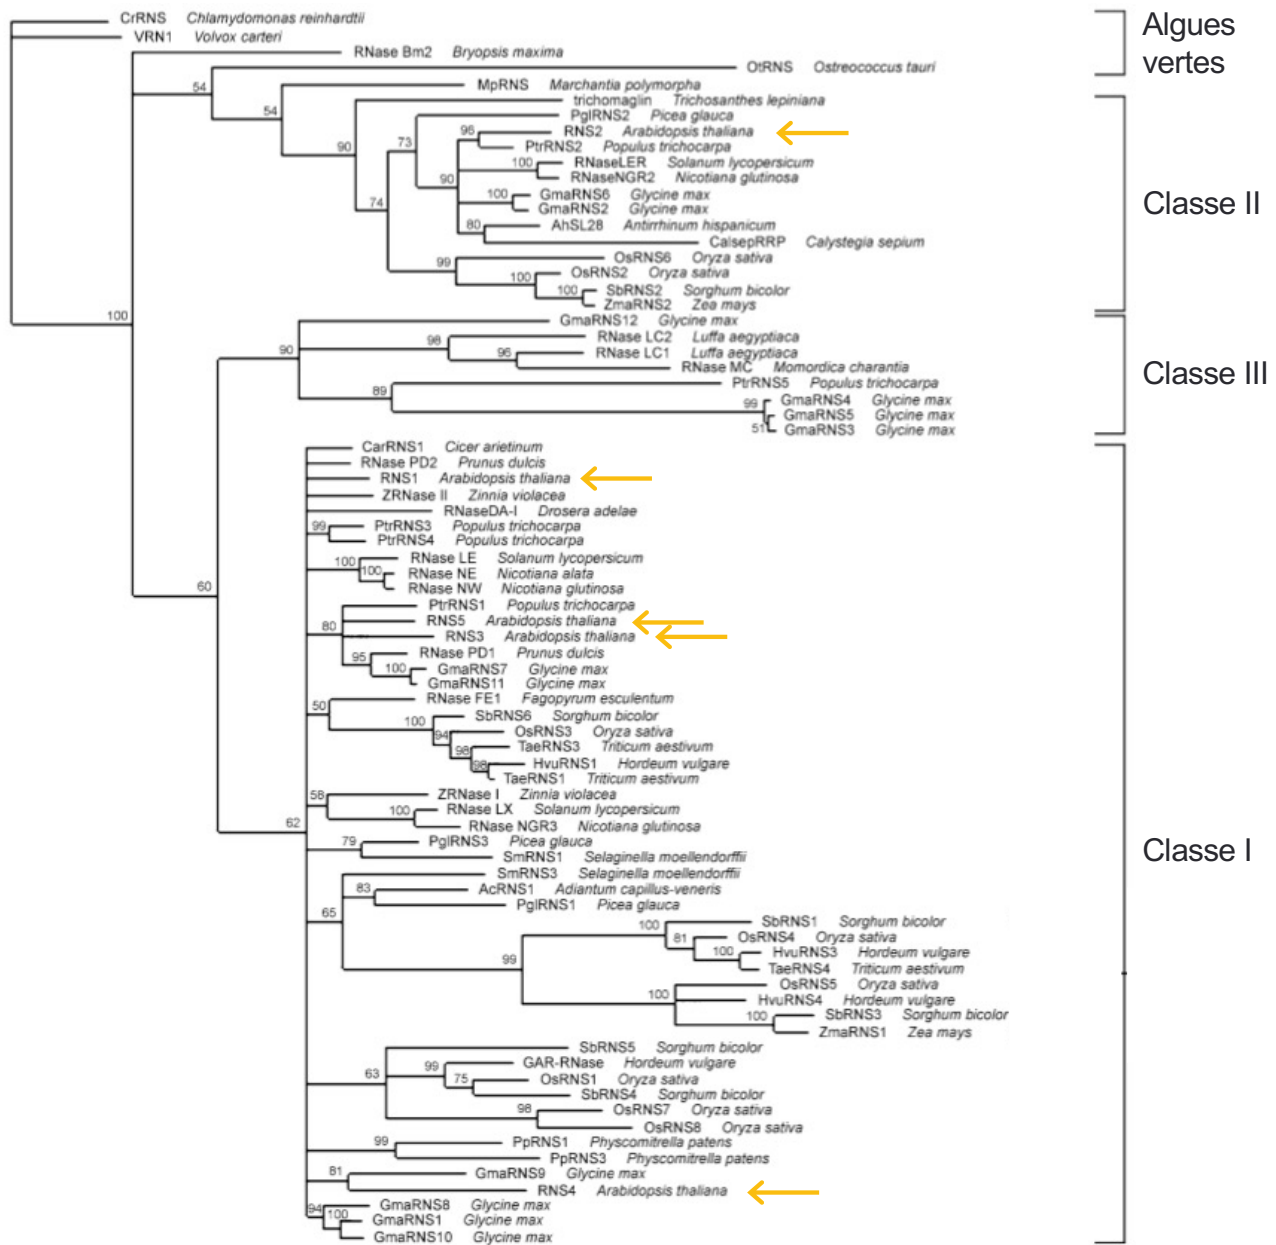 CrRNS Chlamydomonas reinhardtii
VRN1 Volvox carteri
RNase Bm2 Bryopsis maxima
OtRNS Ostreococcus tauri
Algues
vertes
54
MpRNS Marchantia polymorpha
54
trichomaglin Trichosanthes lepiniana
PglRNS2 Picea glauca
96
RNS2 Arabidopsis thaliana
73
90
PtrRNS2 Populus trichocarpa
100
RNaseLER Solanum lycopersicum
RNaseNGR2 Nicotiana glutinosa
90
100
GmaRNS6 Glycine max
74
GmaRNS2 Glycine max
80
AhSL28 Antirrhinum hispanicum
CalsepRRP Calystegia sepium
99
OsRNS6 Oryza sativa
100
OsRNS2 Oryza sativa
100
SbRNS2 Sorghum bicolor
ZmaRNS2 Zea mays
Classe II
100
GmaRNS12 Glycine max
98
RNase LC2 Luffa aegyptiaca
90
96
RNase LC1 Luffa aegyptiaca
RNase MC Momordica charantia
89
PtrRNS5 Populus trichocarpa
99
GmaRNS4 Glycine max
GmaRNS5 Glycine max
51
GmaRNS3 Glycine max
Classe III
CarRNS1 Cicer arietinum
RNase PD2 Prunus dulcis
RNS1 Arabidopsis thaliana
ZRNase II Zinnia violacea
RNaseDA-I Drosera adelae
99
PtrRNS3 Populus trichocarpa
PtrRNS4 Populus trichocarpa
100
RNase LE Solanum lycopersicum
100
RNase NE Nicotiana alata
60
RNase NW Nicotiana glutinosa
PtrRNS1 Populus trichocarpa
80
RNS5 Arabidopsis thaliana
RNS3 Arabidopsis thaliana
95
RNase PD1 Prunus dulcis
100
GmaRNS7 Glycine max
GmaRNS11 Glycine max
50
RNase FE1 Fagopyrum esculentum
100
SbRNS6 Sorghum bicolor
94
OsRNS3 Oryza sativa
98
TaeRNS3 Triticum aestivum
98
HvuRNS1 Hordeum vulgare
TaeRNS1 Triticum aestivum
58
ZRNase I Zinnia violacea
100
RNase LX Solanum lycopersicum
62
RNase NGR3 Nicotiana glutinosa
79
PglRNS3 Picea glauca
SmRNS1 Selaginella moellendorffii
SmRNS3 Selaginella moellendorffii
83
AcRNS1 Adiantum capillus-veneris
65
PglRNS1 Picea glauca
100
SbRNS1 Sorghum bicolor
81
OsRNS4 Oryza sativa
100
HvuRNS3 Hordeum vulgare
99
TaeRNS4 Triticum aestivum
OsRNS5 Oryza sativa
100
HvuRNS4 Hordeum vulgare
100
SbRNS3 Sorghum bicolor
ZmaRNS1 Zea mays
SbRNS5 Sorghum bicolor
99
GAR-RNase Hordeum vulgare
63
75
OsRNS1 Oryza sativa
SbRNS4 Sorghum bicolor
98
OsRNS7 Oryza sativa
OsRNS8 Oryza sativa
99
PpRNS1 Physcomitrella patens
PpRNS3 Physcomitrella patens
81
GmaRNS9 Glycine max
RNS4 Arabidopsis thaliana
94
GmaRNS8 Glycine max
100
GmaRNS1 Glycine max
GmaRNS10 Glycine max
Classe I